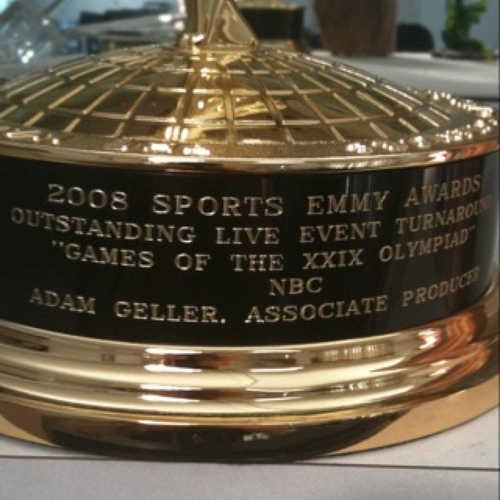 2008 SPORTS EMMY AWARDS
OUTSTANDING LIVE EVENT TURNAROUND
"GAMES OF THE XXIX OLYMPIAD"
NBC
ADAM GELLER. ASSOCIATE PRODUCER